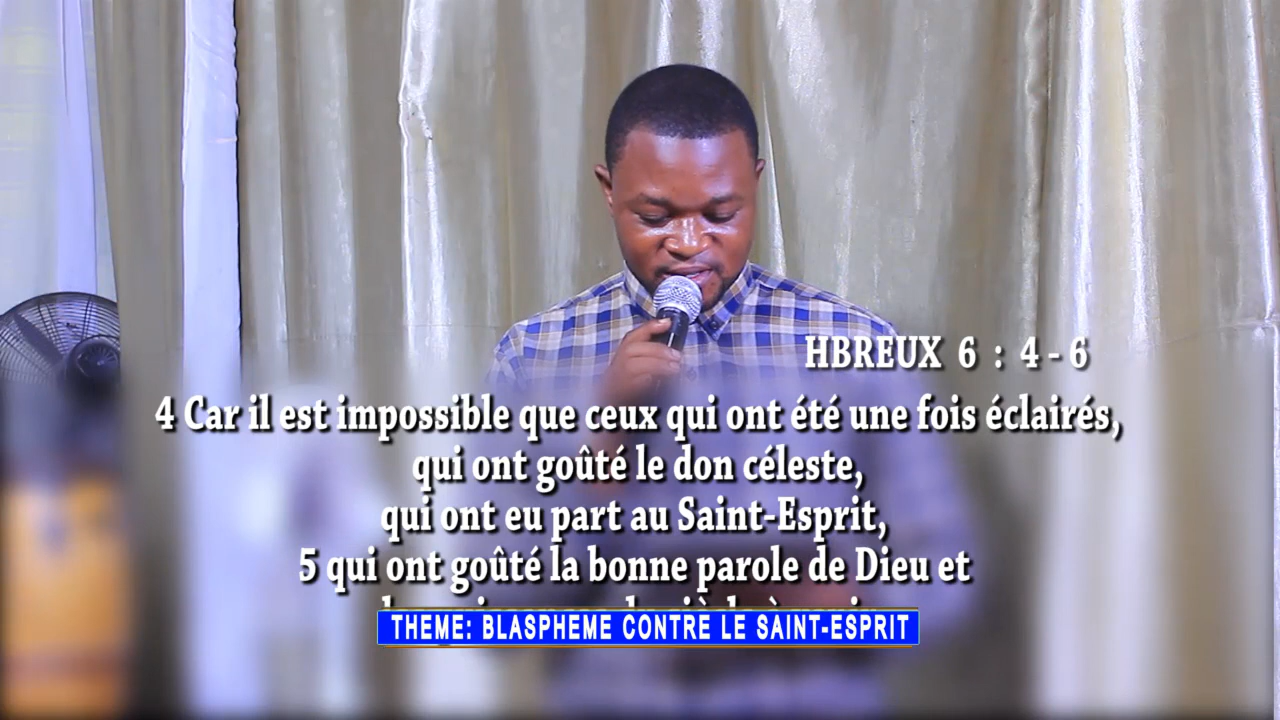 HBREUX 6 : 4 - 6
4 Car il est impossible que ceux qui ont été une fois éclairés,
qui ont goûté le don céleste,
qui ont eu part au Saint-Esprit,
5 qui ont goûté la bonne parole de Dieu et
THEME: BLASPHEME CONTRE LE SAINT-ESPRIT